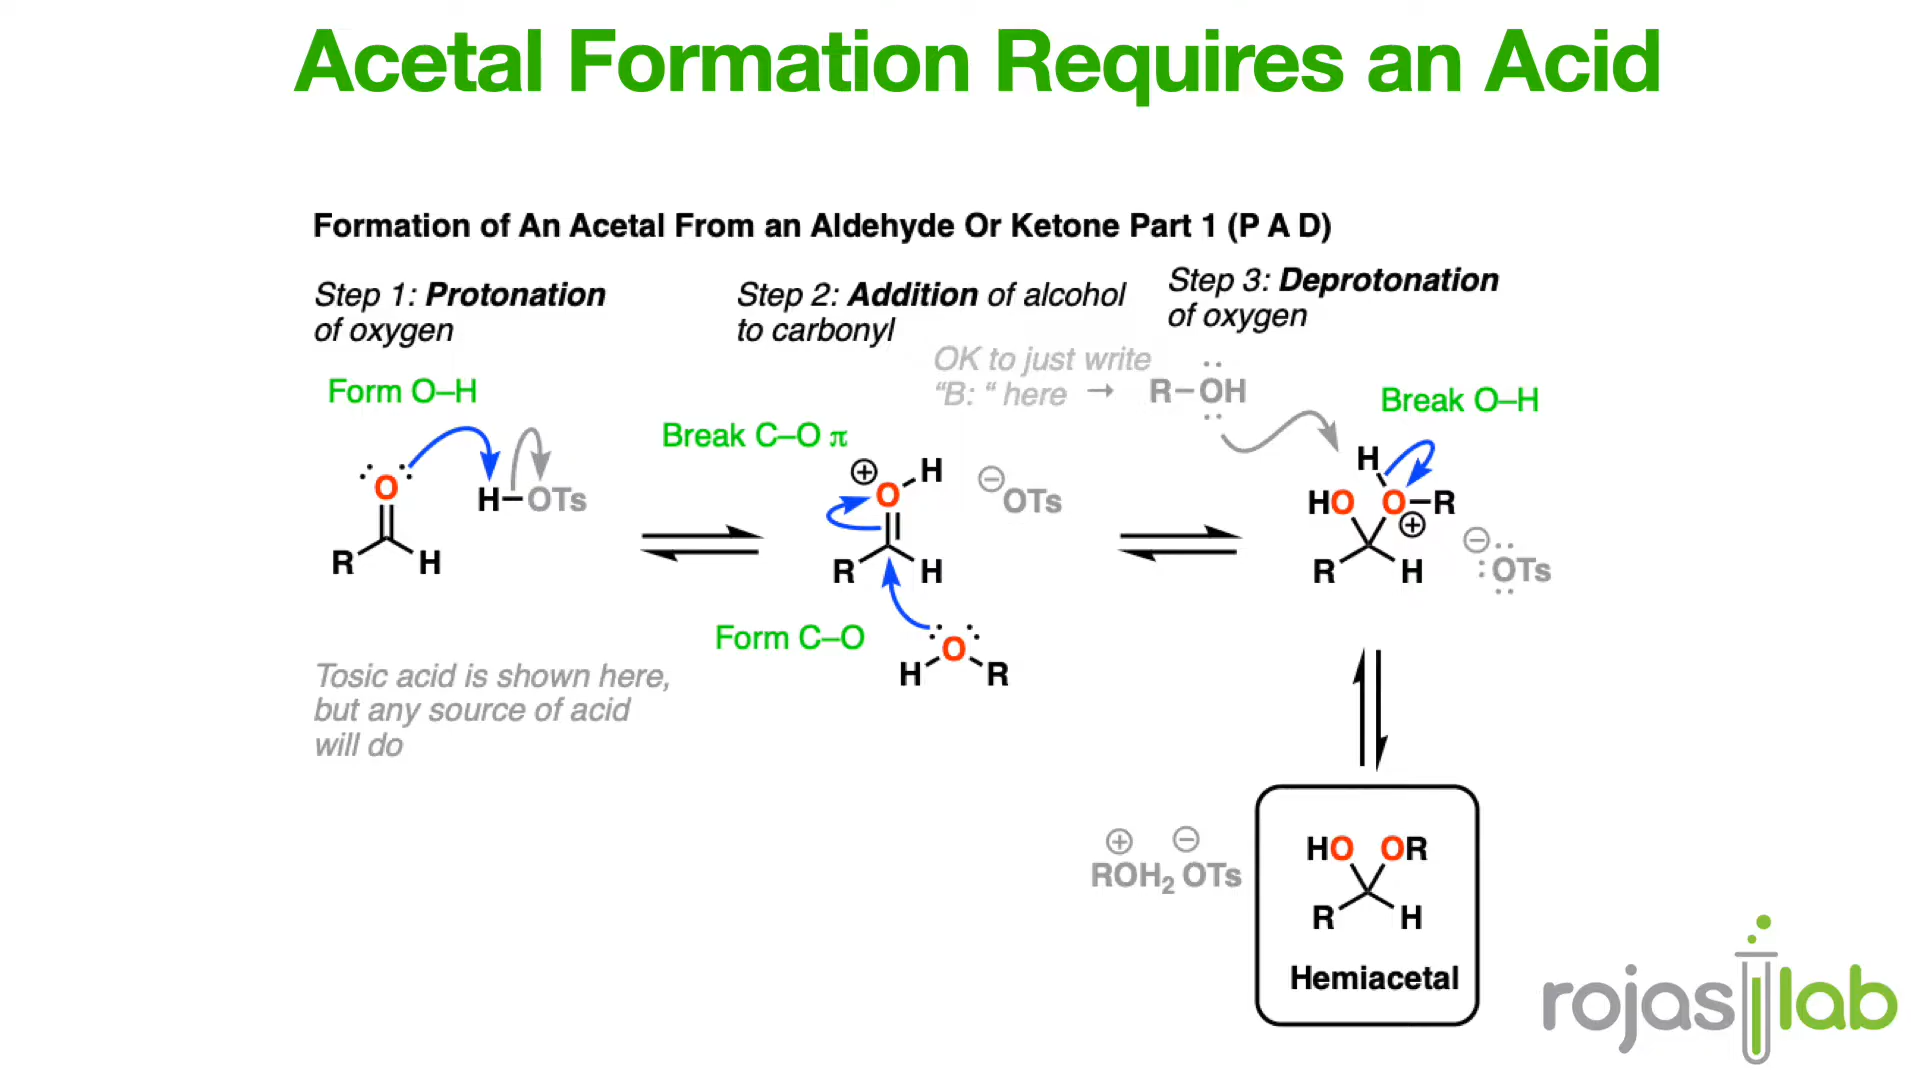 Acetal Formation Requires an Acid
Formation of An Acetal From an Aldehyde Or Ketone Part 1 (P A D)
Step 1: Protonation
of oxygen
Step 2: Addition of alcohol
to carbonyl
Step 3: Deprotonation
of oxygen
OK to just write
“B: “ here →
R–OH
Form O–H
Break C–O π
Break O–H
O
H–OTs
R H
⊕ H
O
⊖
OTs
R H
Form C–O
O
H R
H
HO O–R
⊕
R H
⊖
:OTs
Tosic acid is shown here,
but any source of acid
will do
⊕ ⊖
ROH2 OTs
HO OR
R H
Hemiacetal
rojas lab